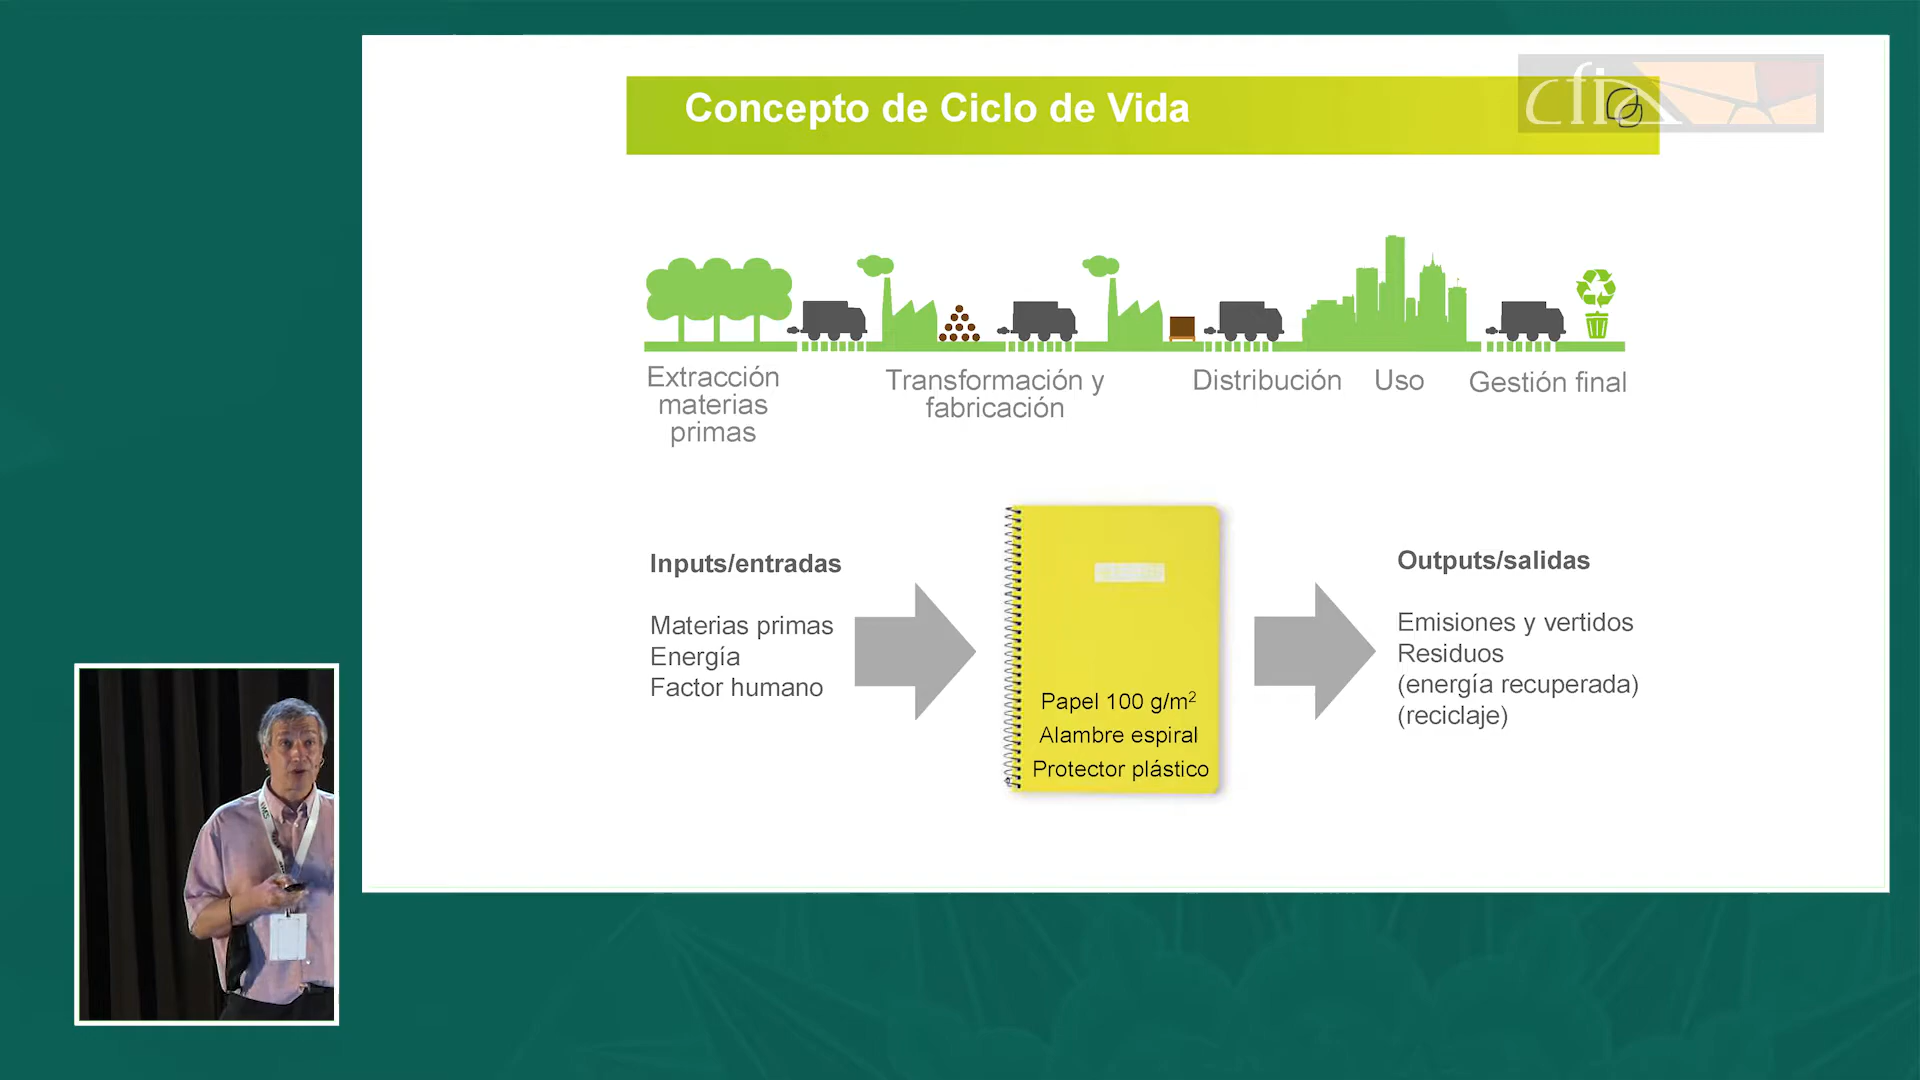 Concepto de Ciclo de Vida
cfia
Extracción
materias
primas
Transformación y
fabricación
Distribución
Uso
Gestión final
Inputs/entradas
Materias primas
Energía
Factor humano
Papel 100 g/m²
Alambre espiral
Protector plástico
Outputs/salidas
Emisiones y vertidos
Residuos
(energía recuperada)
(reciclaje)